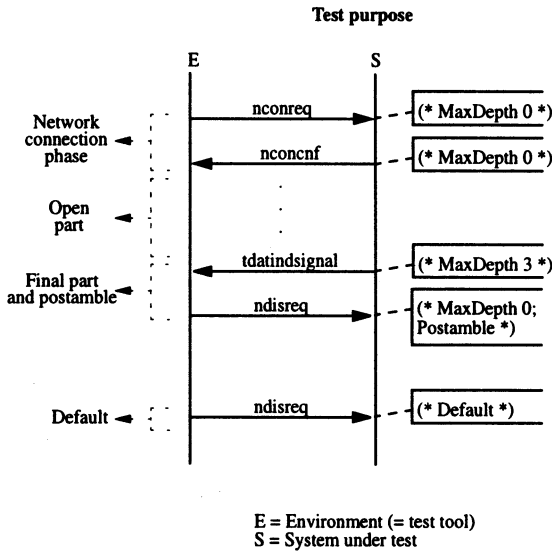 Test purpose
E
S
nconreq
(* MaxDepth 0 *)
Network
connection
phase
nconcnf
(* MaxDepth 0 *)
Open
part
tdatindsignal
(* MaxDepth 3 *)
Final part
and postamble
ndisreq
(* MaxDepth 0;
Postamble *)
Default
ndisreq
(* Default *)
E = Environment (= test tool)
S = System under test